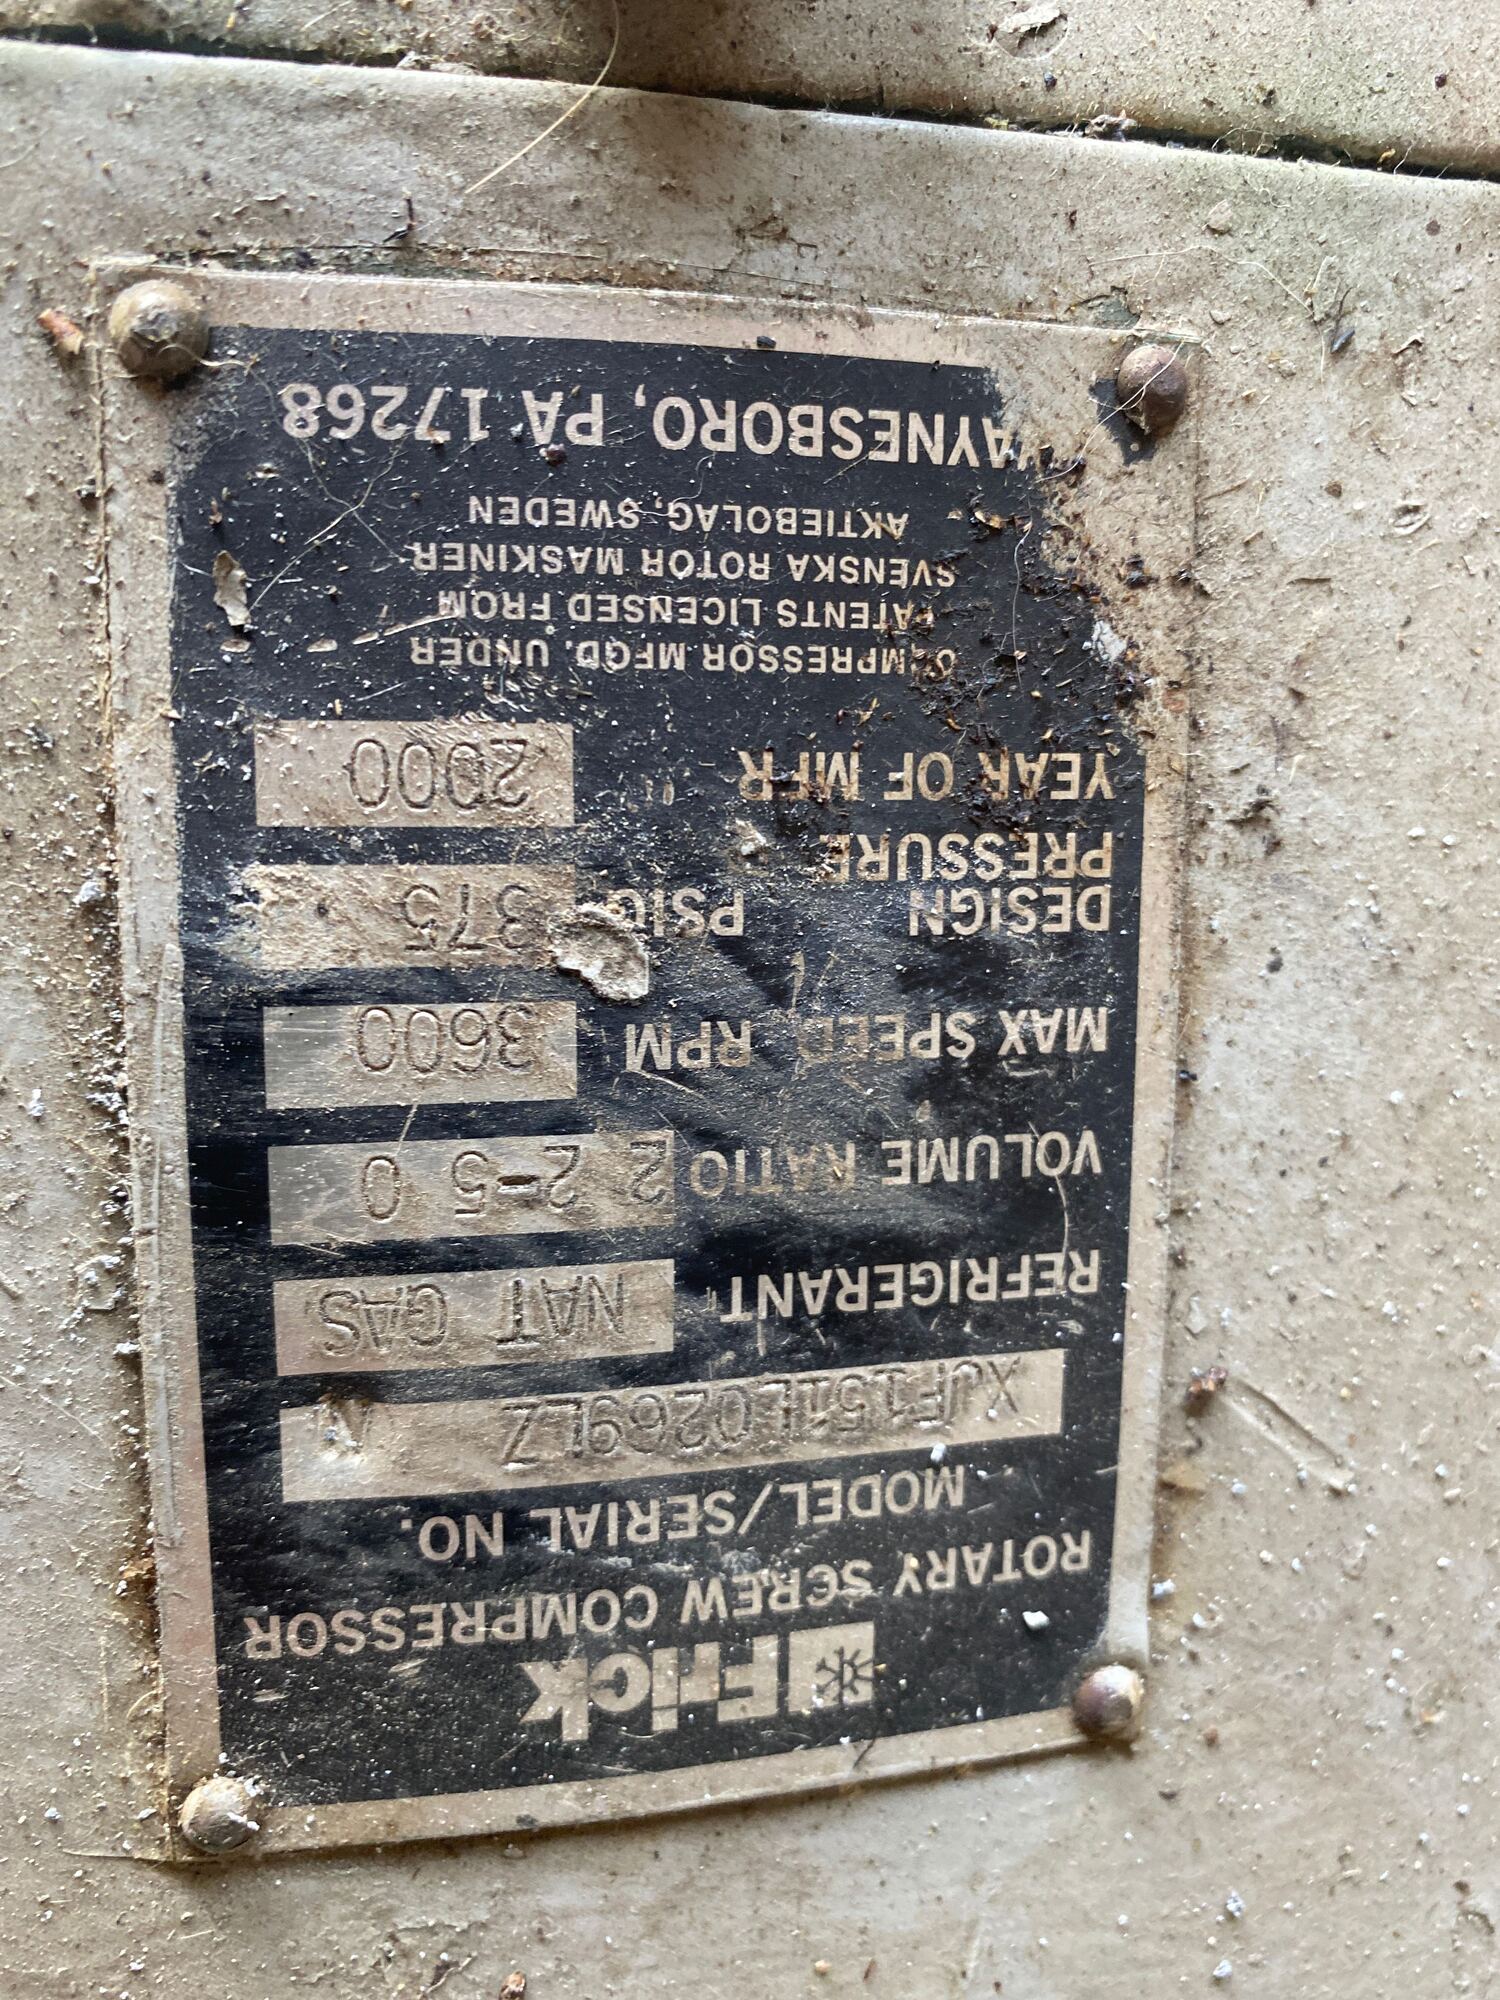 Frick
ROTARY SCREW COMPRESSOR
MODEL/SERIAL NO.
XJF151L0269LZ
REFRIGERANT NAT GAS
VOLUME RATIO 2 2-5 0
MAX SPEED RPM 3600
DESIGN
PRESSURE PSIG 375
YEAR OF MFR 2000
COMPRESSOR MFGD. UNDER
PATENTS LICENSED FROM
SVENSKA ROTOR MASKINER
AKTIEBOLAG, SWEDEN
WAYNESBORO, PA 17268